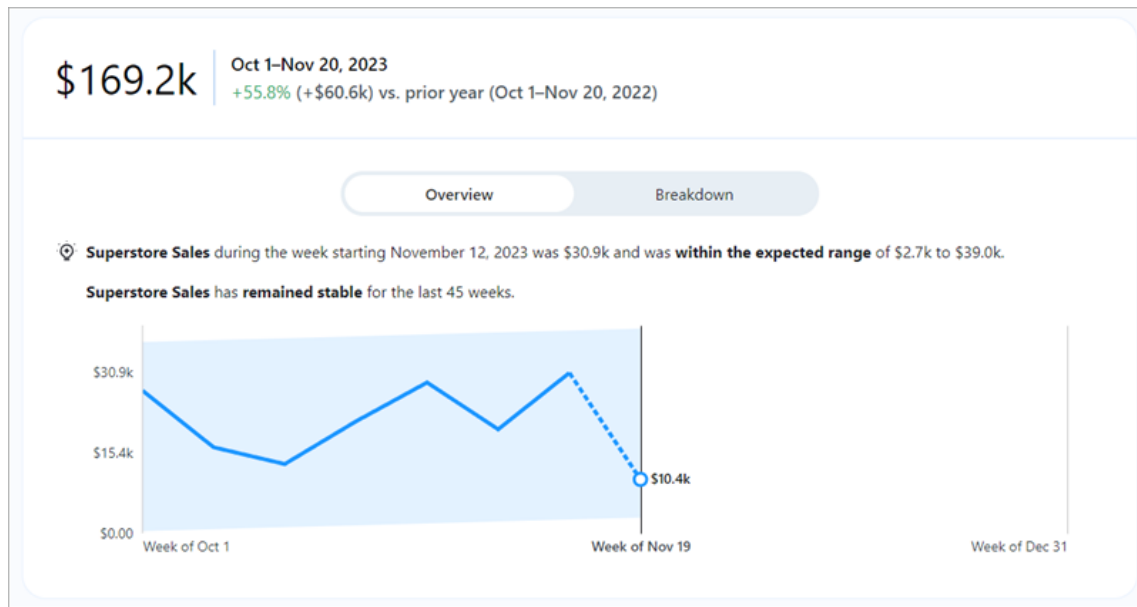 $169.2k
Oct 1–Nov 20, 2023
+55.8% (+$60.6k) vs. prior year (Oct 1–Nov 20, 2022)
Overview
Breakdown
Superstore Sales during the week starting November 12, 2023 was $30.9k and was within the expected range of $2.7k to $39.0k.
Superstore Sales has remained stable for the last 45 weeks.
$30.9k
$15.4k
$10.4k
$0.00
Week of Oct 1
Week of Nov 19
Week of Dec 31